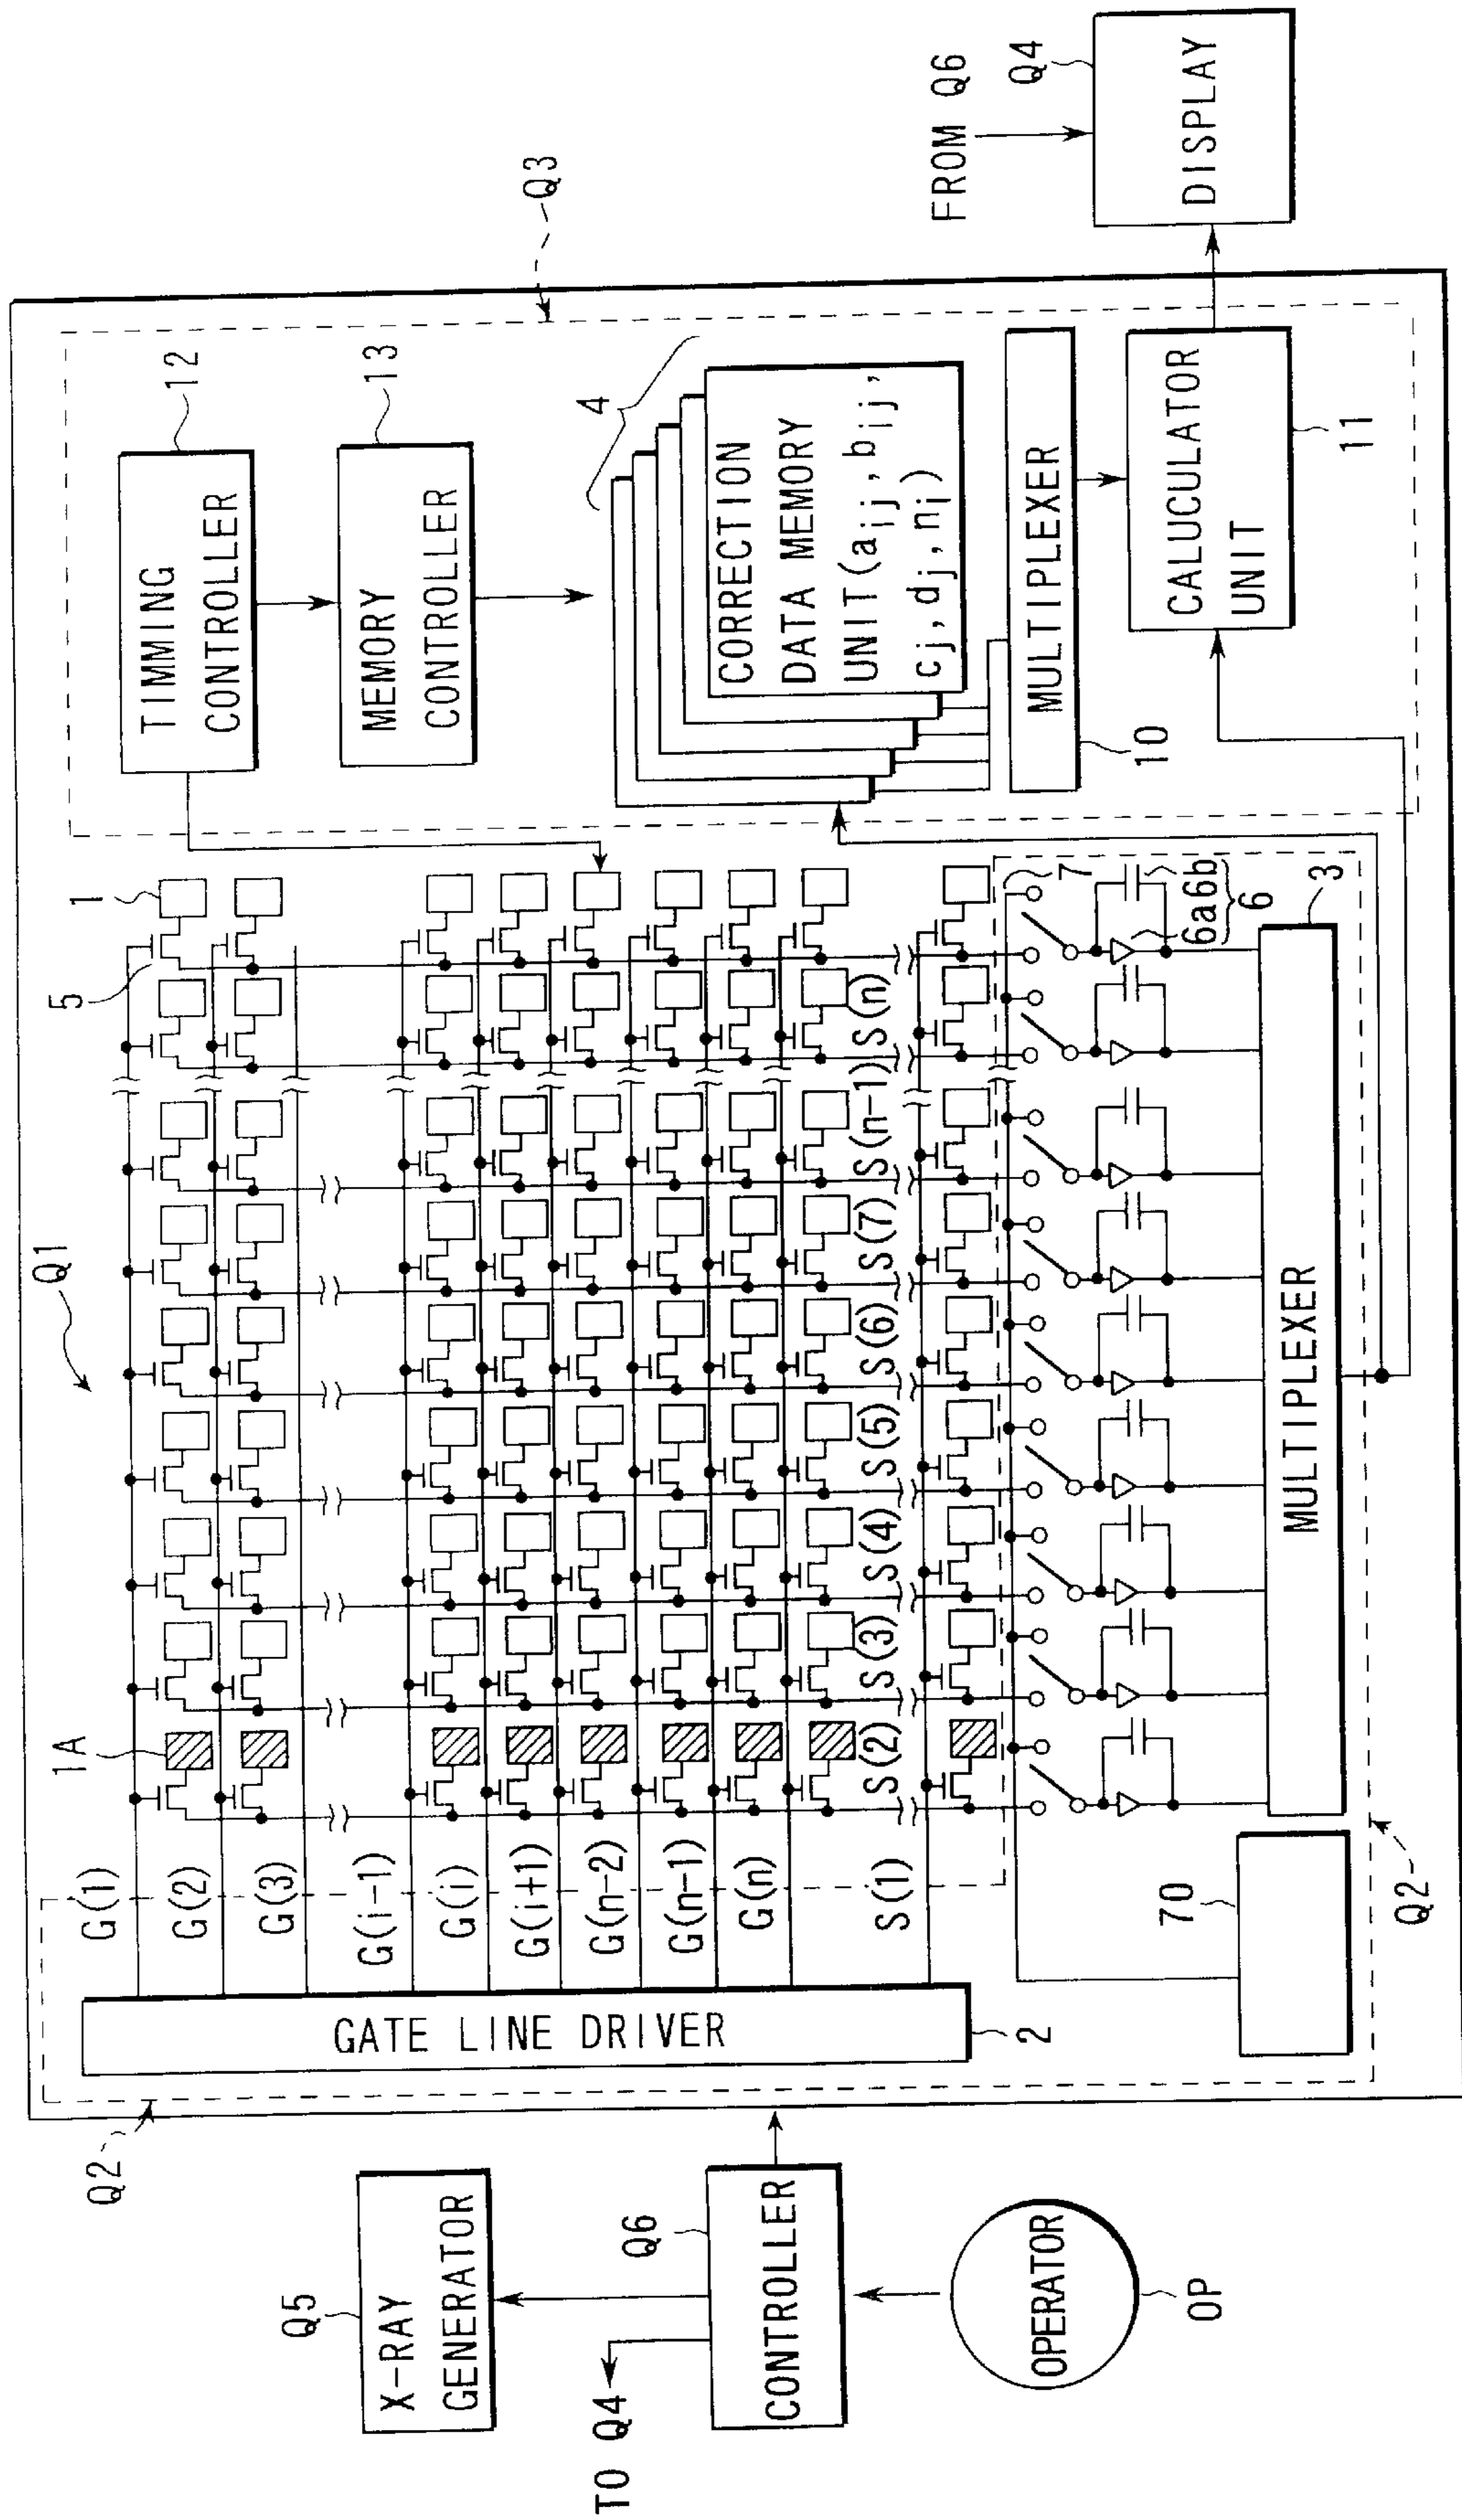 Q5
X-RAY
GENERATOR
TO Q4
Q6
CONTROLLER
OPERATOR
OP
Q2
GATE LINE DRIVER
2
G(1)
G(2)
G(3)
G(i-1)
G(i)
G(i+1)
G(n-2)
G(n-1)
G(n)
S(1)
S(2)
S(3)
S(4)
S(5)
S(6)
S(7)
S(n-1)
S(n)
1A
Q1
5
1
70
Q2
MULTIPLEXER
3
7
6a
6b
6
Q3
TIMMING
CONTROLLER
12
MEMORY
CONTROLLER
13
4
CORRECTION
DATA MEMORY
UNIT(aij,bij,
cj,dj,ni)
MULTIPLEXER
10
CALUCULATOR
UNIT
11
FROM Q6
Q4
DISPLAY